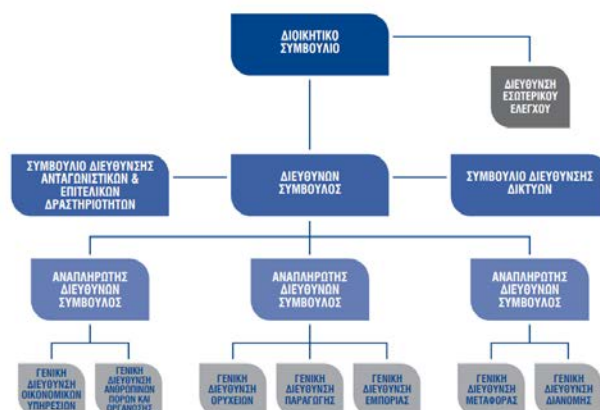 ΔΙΟΙΚΗΤΙΚΟ
ΣΥΜΒΟΥΛΙΟ
ΔΙΕΥΘΥΝΣΗ
ΕΣΩΤΕΡΙΚΟΥ
ΕΛΕΓΧΟΥ
ΣΥΜΒΟΥΛΙΟ ΔΙΕΥΘΥΝΣΗΣ
ΑΝΤΑΓΩΝΙΣΤΙΚΩΝ &
ΕΠΙΤΕΛΙΚΩΝ
ΔΡΑΣΤΗΡΙΟΤΗΤΩΝ
ΔΙΕΥΘΥΝΩΝ
ΣΥΜΒΟΥΛΟΣ
ΣΥΜΒΟΥΛΙΟ ΔΙΕΥΘΥΝΣΗΣ
ΔΙΚΤΥΩΝ
ΑΝΑΠΛΗΡΩΤΗΣ
ΔΙΕΥΘΥΝΩΝ
ΣΥΜΒΟΥΛΟΣ
ΑΝΑΠΛΗΡΩΤΗΣ
ΔΙΕΥΘΥΝΩΝ
ΣΥΜΒΟΥΛΟΣ
ΑΝΑΠΛΗΡΩΤΗΣ
ΔΙΕΥΘΥΝΩΝ
ΣΥΜΒΟΥΛΟΣ
ΓΕΝΙΚΗ
ΔΙΕΥΘΥΝΣΗ
ΟΙΚΟΝΟΜΙΚΩΝ
ΥΠΗΡΕΣΙΩΝ
ΓΕΝΙΚΗ
ΔΙΕΥΘΥΝΣΗ
ΑΝΘΡΩΠΙΝΩΝ
ΠΟΡΩΝ ΚΑΙ
ΟΡΓΑΝΩΣΗΣ
ΓΕΝΙΚΗ
ΔΙΕΥΘΥΝΣΗ
ΟΡΥΧΕΙΩΝ
ΓΕΝΙΚΗ
ΔΙΕΥΘΥΝΣΗ
ΠΑΡΑΓΩΓΗΣ
ΓΕΝΙΚΗ
ΔΙΕΥΘΥΝΣΗ
ΕΜΠΟΡΙΑΣ
ΓΕΝΙΚΗ
ΔΙΕΥΘΥΝΣΗ
ΜΕΤΑΦΟΡΑΣ
ΓΕΝΙΚΗ
ΔΙΕΥΘΥΝΣΗ
ΔΙΑΝΟΜΗΣ